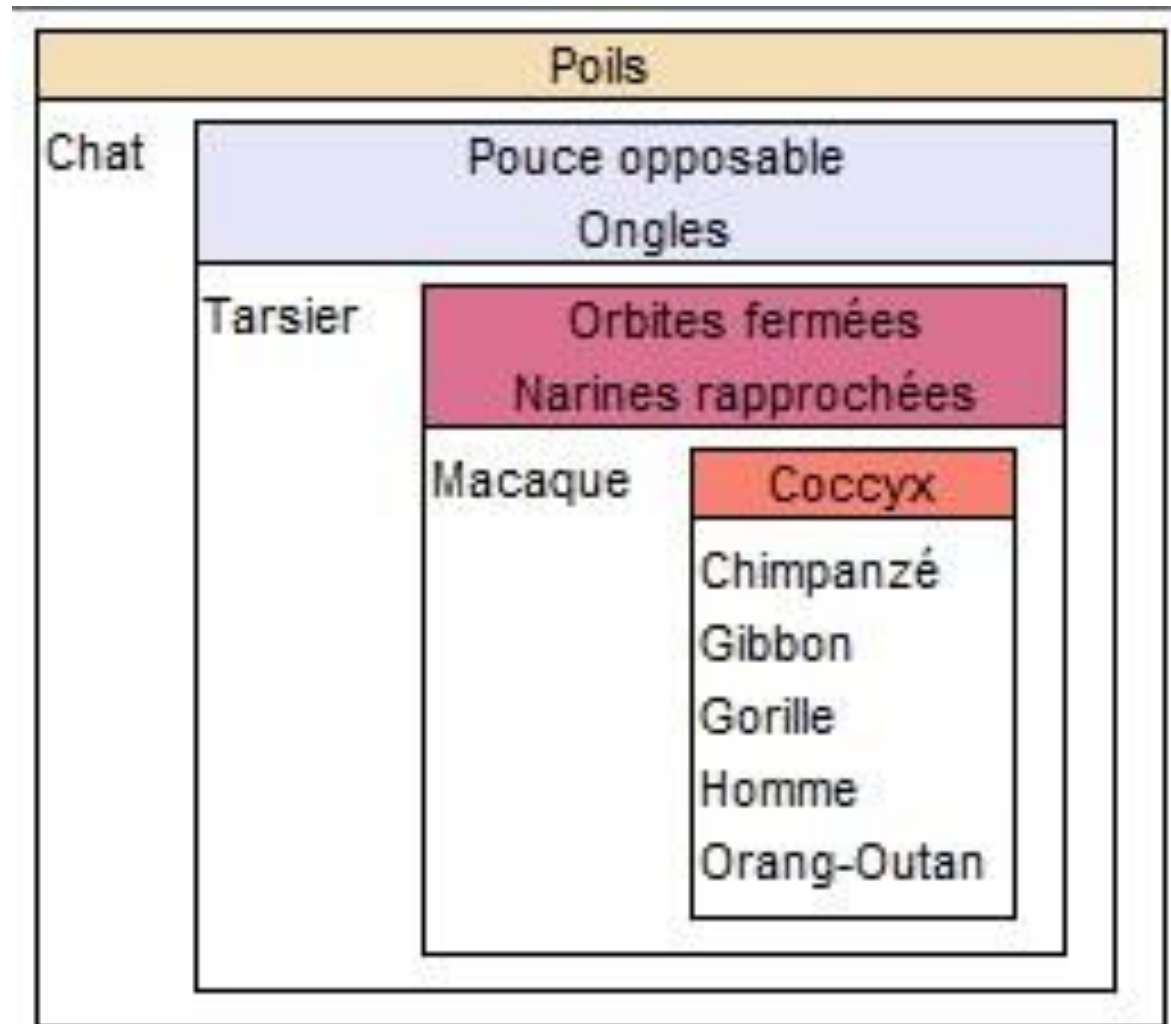 Poils
Chat
Pouce opposable
Ongles
Tarsier
Orbites fermées
Narines rapprochées
Macaque
Coccyx
Chimpanzé
Gibbon
Gorille
Homme
Orang-Outan